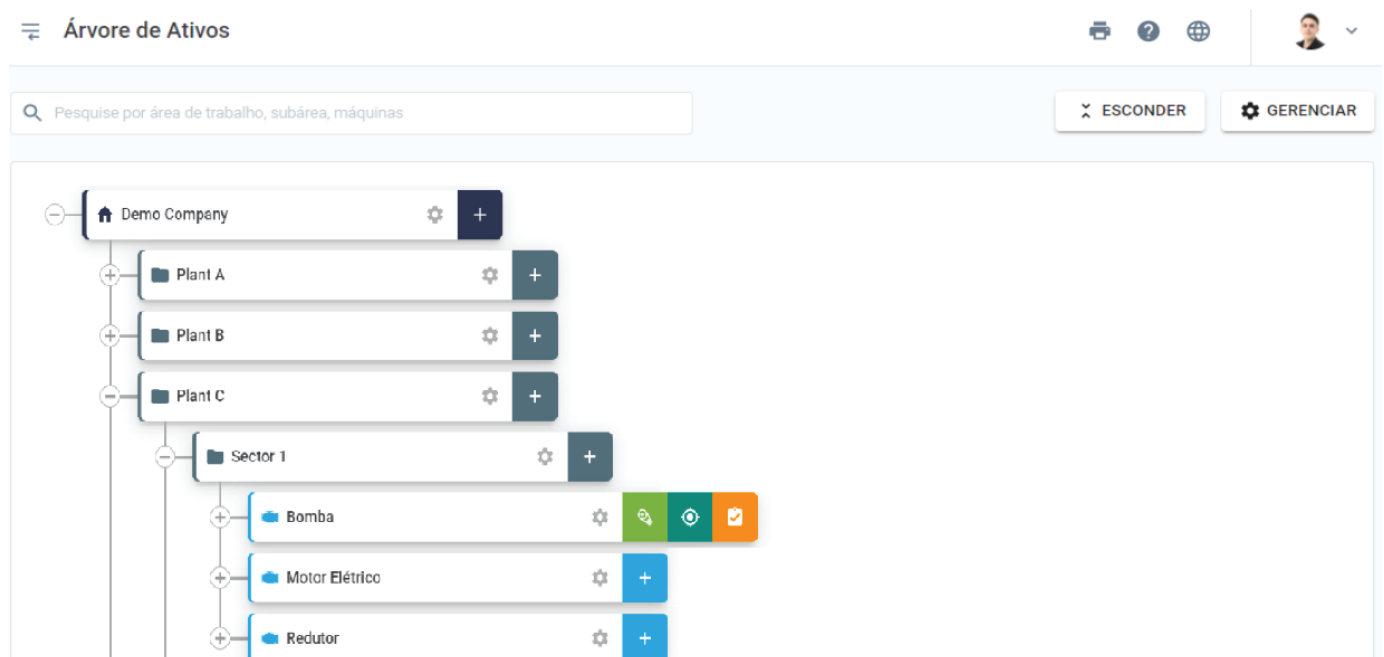 Árvore de Ativos
Pesquise por área de trabalho, subárea, máquinas
ESCONDER
GERENCIAR
Demo Company
Plant A
Plant B
Plant C
Sector 1
Bomba
Motor Elétrico
Redutor